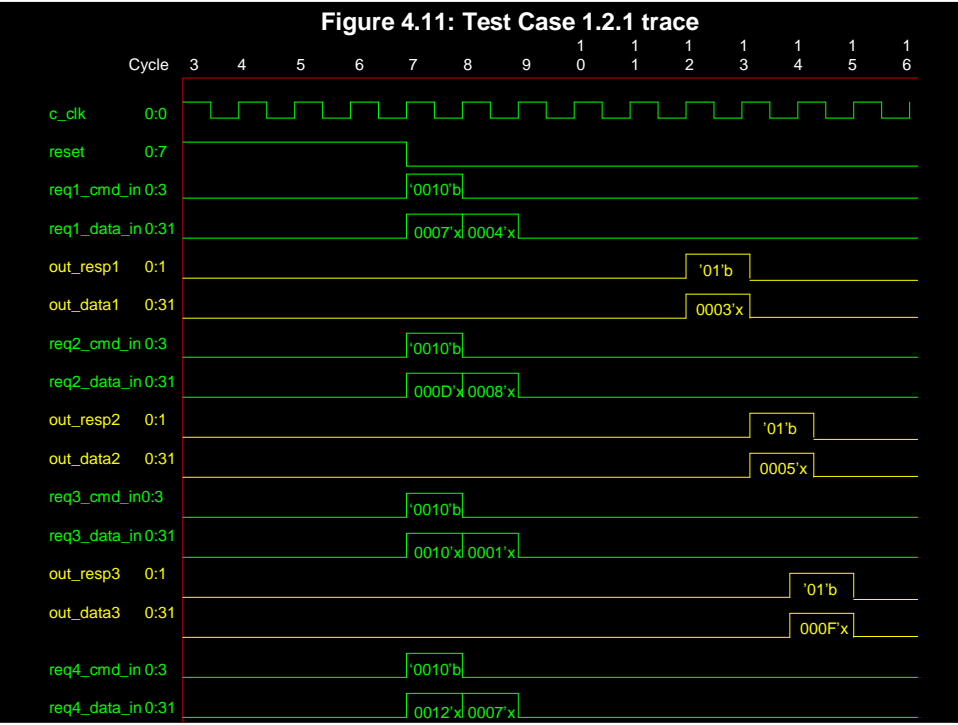 Figure 4.11: Test Case 1.2.1 trace
1 1 1 1 1 1 1
Cycle 3 4 5 6 7 8 9 0 1 2 3 4 5 6
c_clk 0:0
reset 0:7
req1_cmd_in 0:3 '0010'b
req1_data_in 0:31 0007'x 0004'x
out_resp1 0:1 '01'b
out_data1 0:31 0003'x
req2_cmd_in 0:3 '0010'b
req2_data_in 0:31 000D'x 0008'x
out_resp2 0:1 '01'b
out_data2 0:31 0005'x
req3_cmd_in0:3 '0010'b
req3_data_in 0:31 0010'x 0001'x
out_resp3 0:1 '01'b
out_data3 0:31 000F'x
req4_cmd_in 0:3 '0010'b
req4_data_in 0:31 0012'x 0007'x